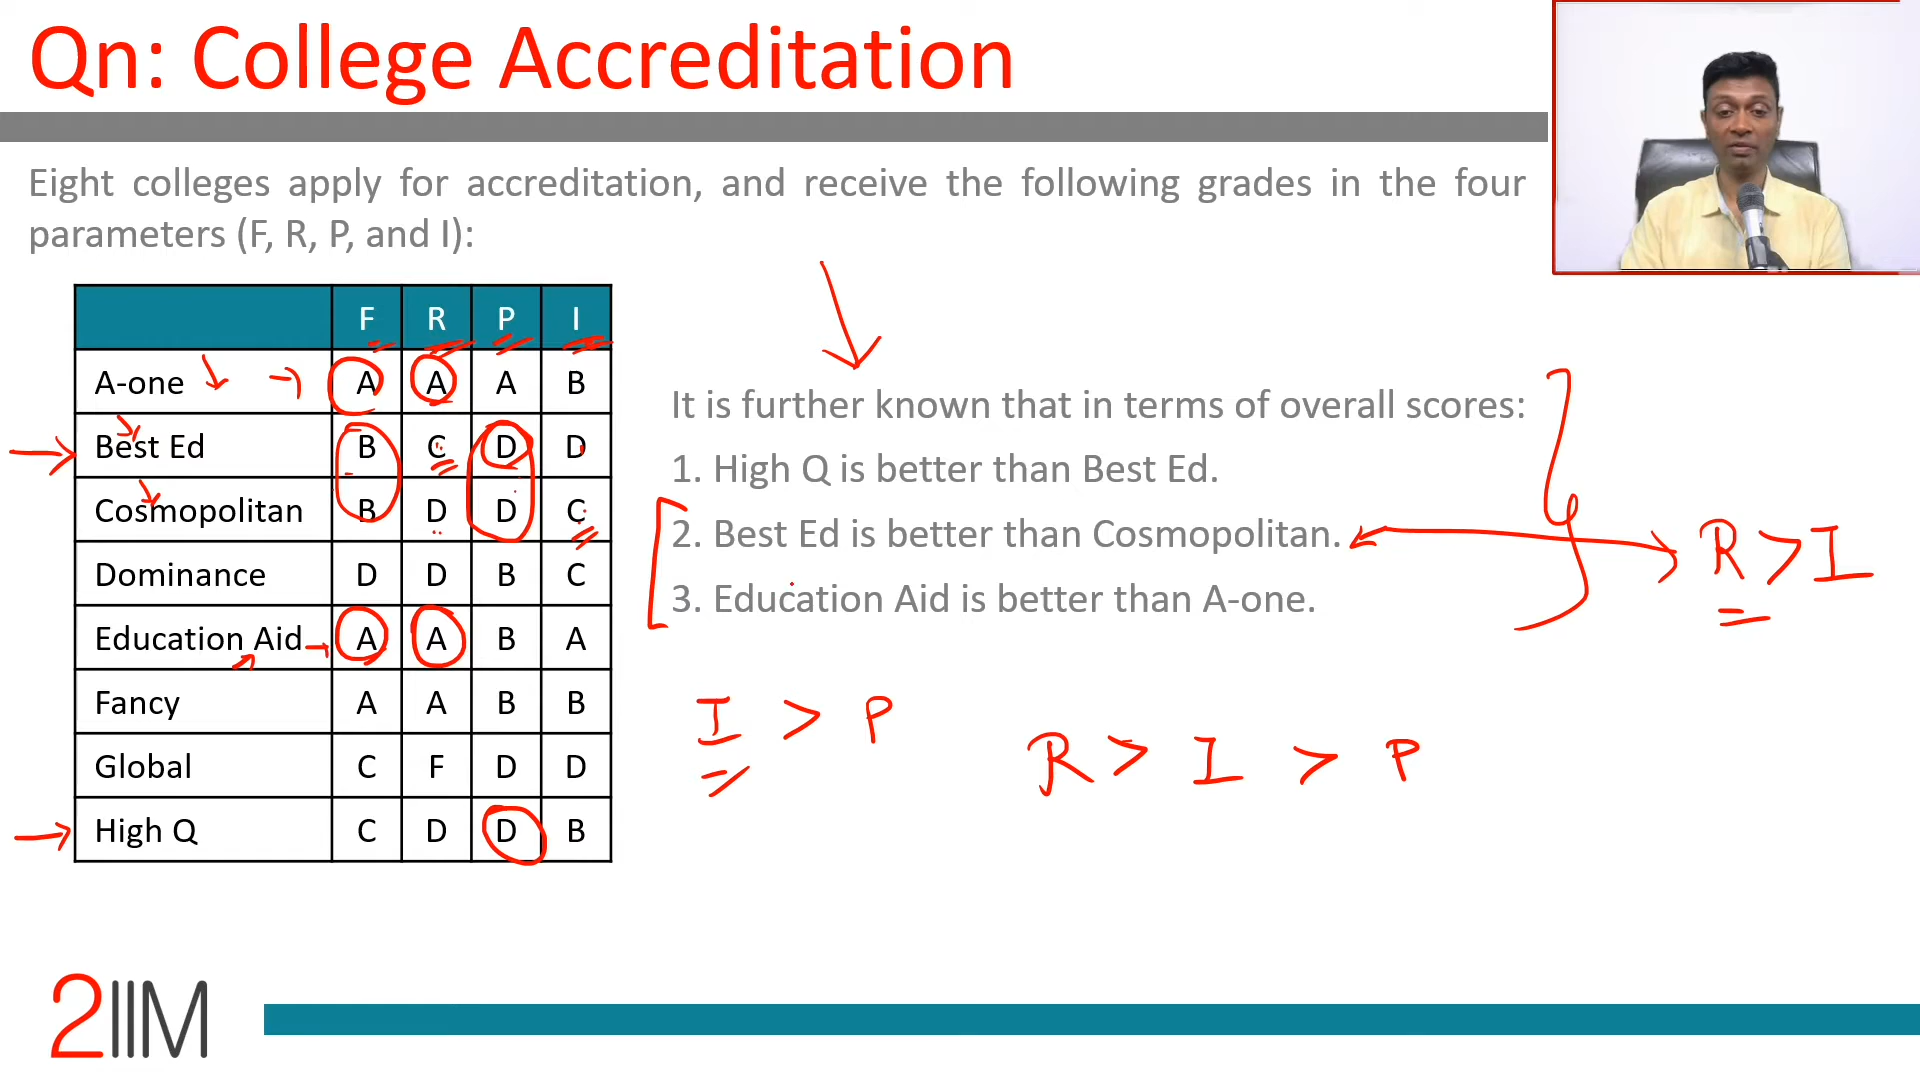 Qn: College Accreditation
Eight colleges apply for accreditation, and receive the following grades in the four
parameters (F, R, P, and I):
F R P I
A-one A A A B
Best Ed B C D D
Cosmopolitan B D D C
Dominance D D B C
Education Aid A A B A
Fancy A A B B
Global C F D D
High Q C D D B
It is further known that in terms of overall scores:
1. High Q is better than Best Ed.
2. Best Ed is better than Cosmopolitan.
3. Education Aid is better than A-one.
R > I
I > P
R > I > P
2IIM